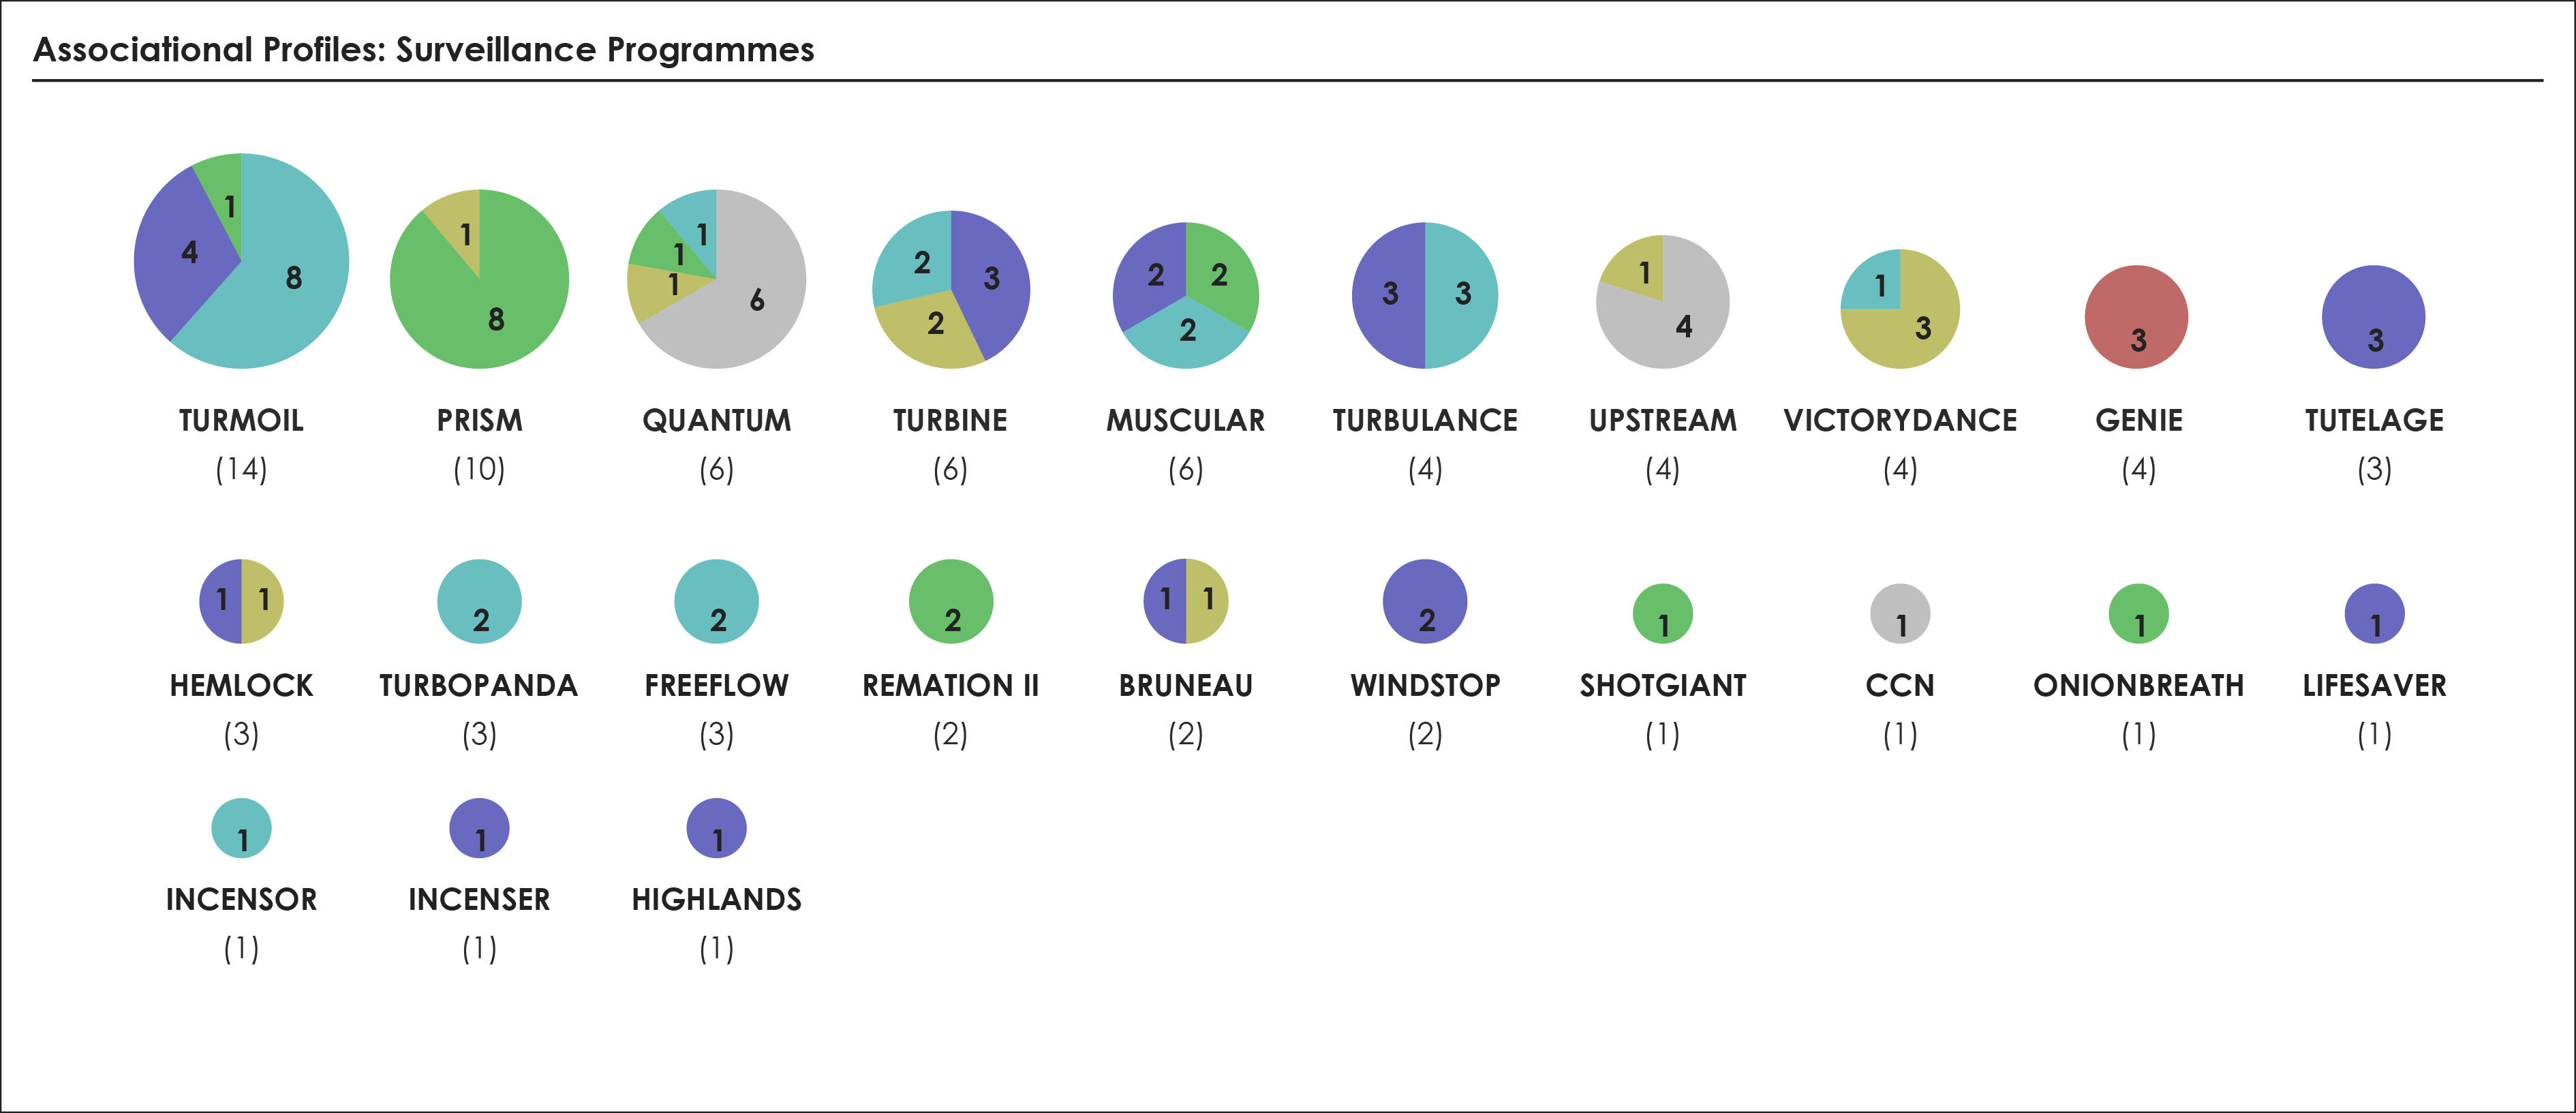 Associational Profiles: Surveillance Programmes
1 4 8
1 8
1 1 1 6
2 3 2
2 2 2
3 3
1 4
1 3
3
3
TURMOIL PRISM QUANTUM TURBINE MUSCULAR TURBULANCE UPSTREAM VICTORYDANCE GENIE TUTELAGE
(14) (10) (6) (6) (6) (4) (4) (4) (4) (3)
1 1 2 2 2 1 1 2 1 1 1 1
HEMLOCK TURBOPANDA FREEFLOW REMATION II BRUNEAU WINDSTOP SHOTGIANT CCN ONIONBREATH LIFESAVER
(3) (3) (3) (2) (2) (2) (1) (1) (1) (1)
1 1 1
INCENSOR INCENSER HIGHLANDS
(1) (1) (1)